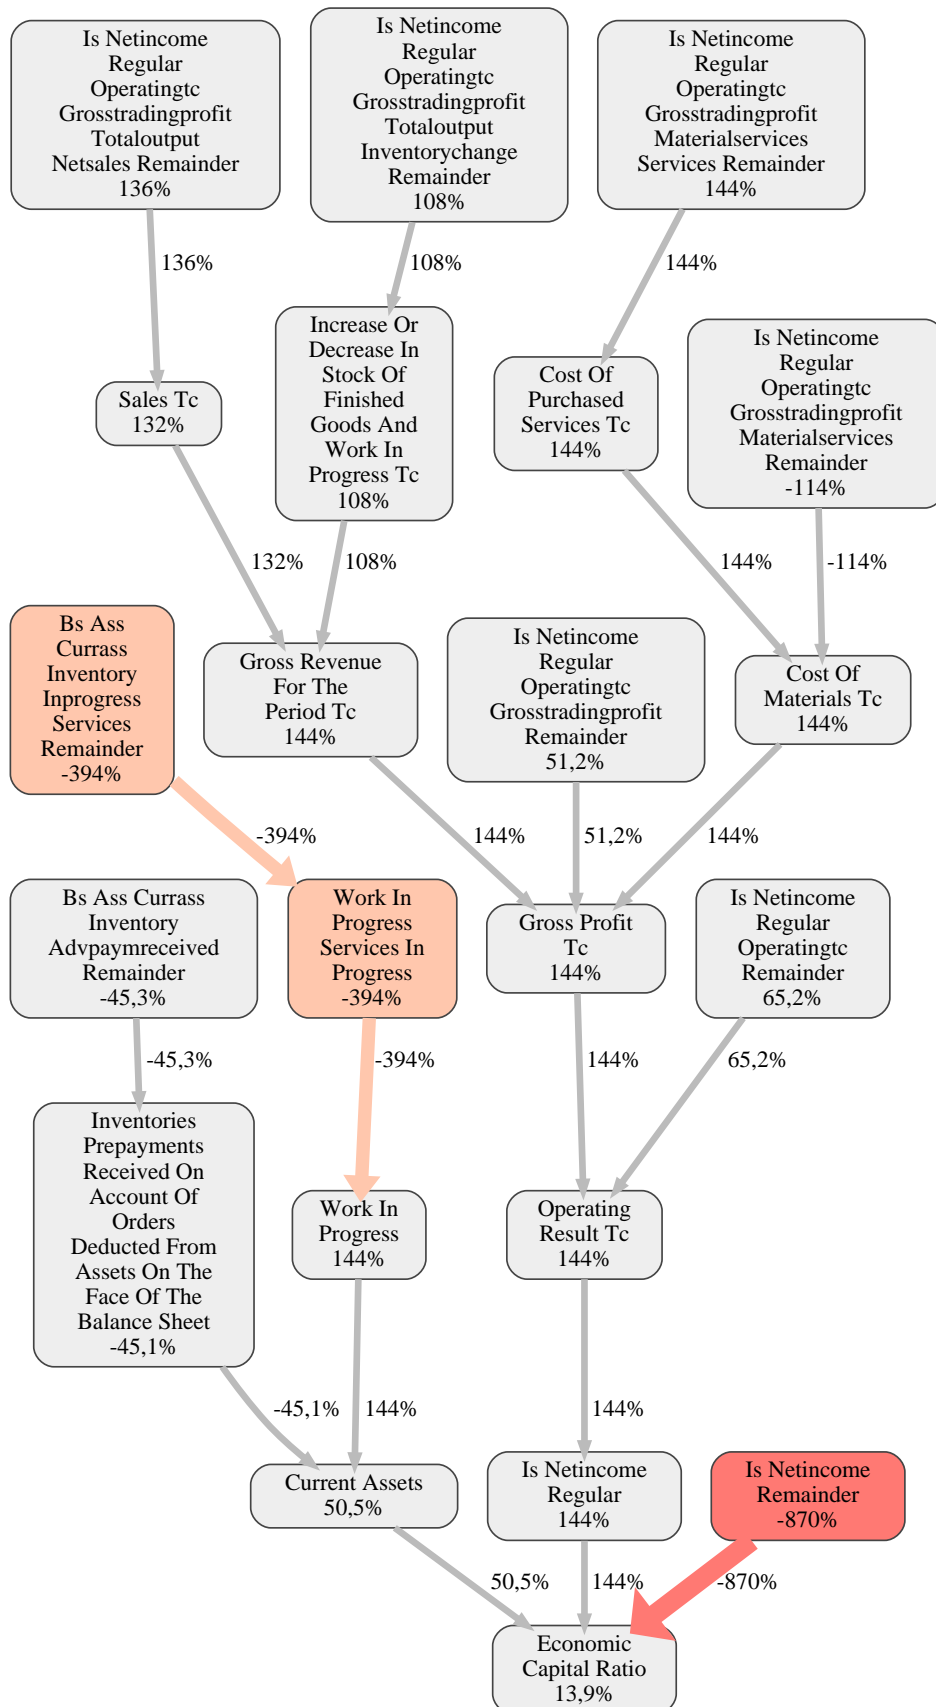 Is Netincome
Regular
Operatingtc
Grosstradingprofit
Totaloutput
Netsales Remainder
136%
Is Netincome
Regular
Operatingtc
Grosstradingprofit
Totaloutput
Inventorychange
Remainder
108%
Is Netincome
Regular
Operatingtc
Grosstradingprofit
Materialservices
Services Remainder
144%
136%
108%
144%
Sales Tc
132%
Increase Or
Decrease In
Stock Of
Finished
Goods And
Work In
Progress Tc
108%
Cost Of
Purchased
Services Tc
144%
Is Netincome
Regular
Operatingtc
Grosstradingprofit
Materialservices
Remainder
-114%
132%
108%
144%
-114%
Bs Ass
Currass
Inventory
Inprogress
Services
Remainder
-394%
Gross Revenue
For The
Period Tc
144%
Is Netincome
Regular
Operatingtc
Grosstradingprofit
Remainder
51,2%
Cost Of
Materials Tc
144%
-394%
144%
51,2%
144%
Bs Ass Currass
Inventory
Advpaymreceived
Remainder
-45,3%
Work In
Progress
Services In
Progress
-394%
Gross Profit
Tc
144%
Is Netincome
Regular
Operatingtc
Remainder
65,2%
-45,3%
-394%
144%
65,2%
Inventories
Prepayments
Received On
Account Of
Orders
Deducted From
Assets On The
Face Of The
Balance Sheet
-45,1%
Work In
Progress
144%
Operating
Result Tc
144%
-45,1%
144%
144%
Current Assets
50,5%
Is Netincome
Regular
144%
Is Netincome
Remainder
-870%
50,5%
144%
-870%
Economic
Capital Ratio
13,9%